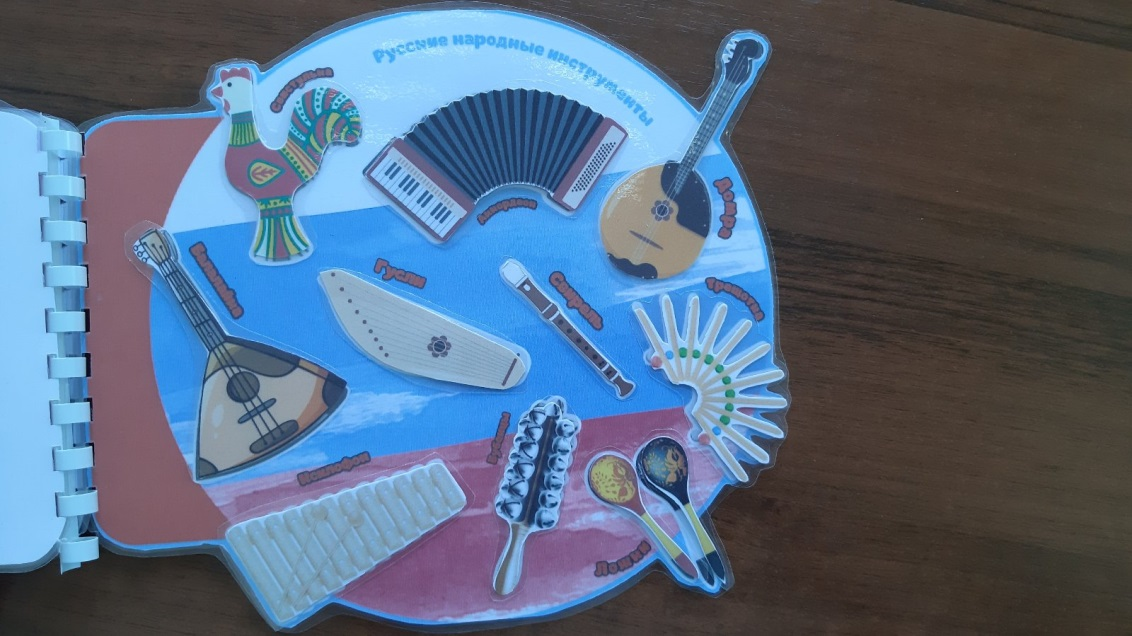 Русские народные инструменты
Свистулька
Аккордеон
Домра
Балалайка
Гусли
Свирель
Трещотка
Бубенцы
Ксилофон
Ложки